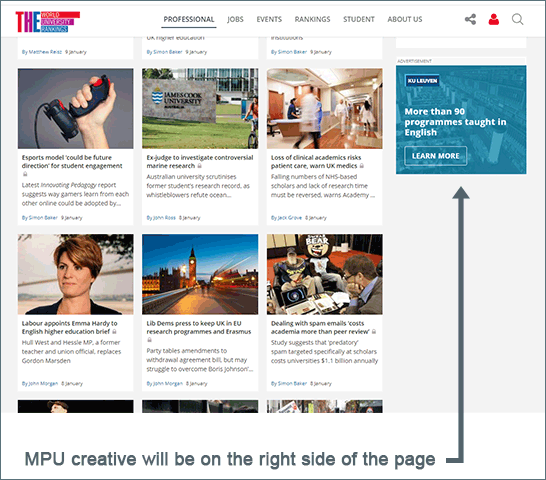 THE
WORLD
UNIVERSITY
RANKINGS
PROFESSIONAL JOBS EVENTS RANKINGS STUDENT ABOUT US
UK higher education
institutions
By Matthew Reisz 9 January
By Simon Baker 9 January
ADVERTISEMENT
KU LEUVEN
More than 90
programmes taught in
English
LEARN MORE
JAMES COOK
UNIVERSITY
AUSTRALIA
Esports model 'could be future
direction' for student engagement
Latest Innovating Pedagogy report
suggests way gamers learn from each
other online could be adopted by...
By Simon Baker 9 January
Ex-judge to investigate controversial
marine research
Australian university scrutinises
former student's research record, as
whistleblowers refuse ocean...
By John Ross 8 January
Loss of clinical academics risks
patient care, warn UK medics
Falling numbers of NHS-based
scholars and lack of research time
must be reversed, warns Academy ...
By Jack Grove 8 January
BEAR
Labour appoints Emma Hardy to
English higher education brief
Hull West and Hessle MP, a former
teacher and union official, replaces
Gordon Marsden
By John Morgan 8 January
Lib Dems press to keep UK in EU
research programmes and Erasmus
Party tables amendments to
withdrawal agreement bill, but may
struggle to overcome Boris Johnson'...
By John Morgan 8 January
Dealing with spam emails 'costs
academia more than peer review'
Study suggests that 'predatory'
spam targeted specifically at scholars
costs universities $1.1 billion annually
By Simon Baker 8 January
MPU creative will be on the right side of the page